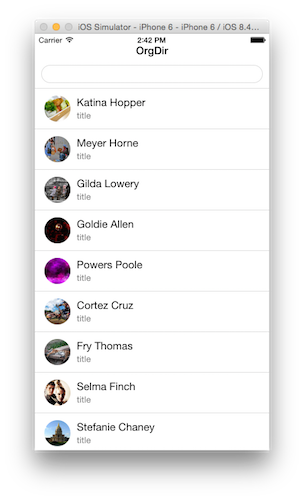 iOS Simulator - iPhone 6 - iPhone 6 / iOS 8.4...
Carrier 2:42 PM
OrgDir
Katina Hopper
title
Meyer Horne
title
Gilda Lowery
title
Goldie Allen
title
Powers Poole
title
Cortez Cruz
title
Fry Thomas
title
Selma Finch
title
Stefanie Chaney
title